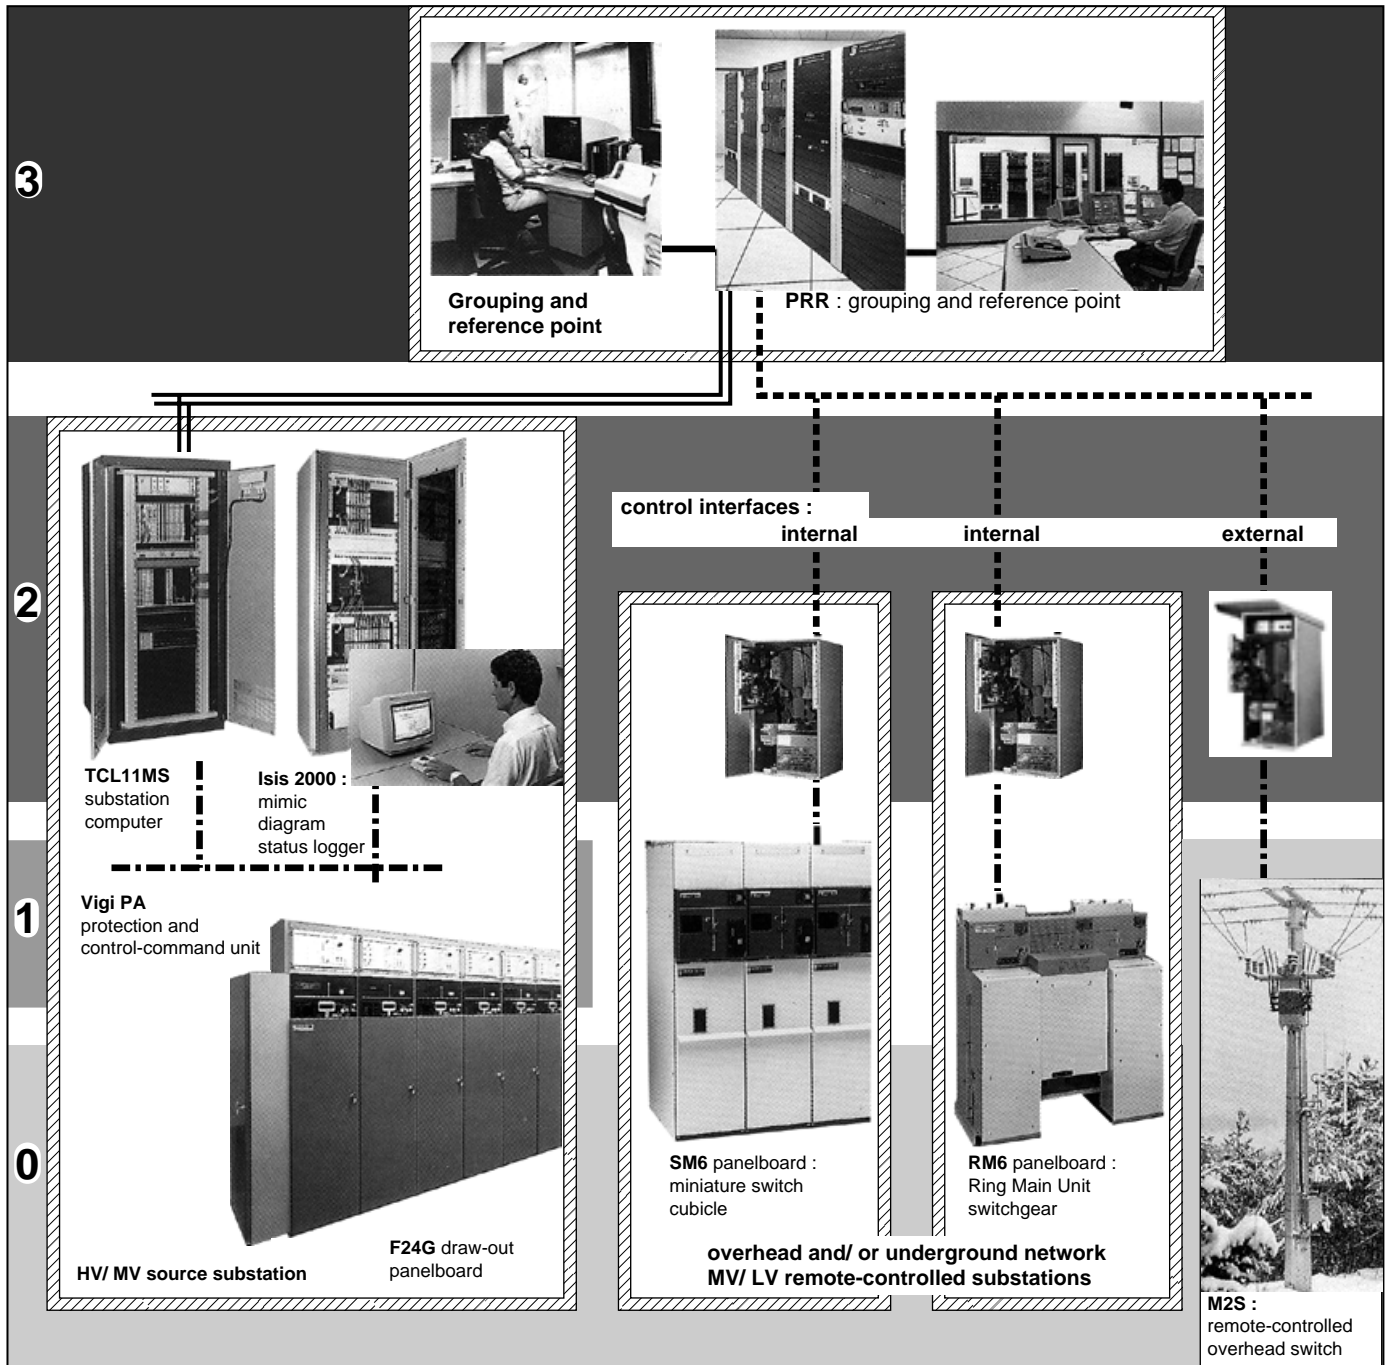 3
Grouping and
reference point
PRR : grouping and reference point
control interfaces :
internal
internal
external
2
TCL11MS
substation
computer
Isis 2000 :
mimic
diagram
status logger
1
Vigi PA
protection and
control-command unit
0
SM6 panelboard :
miniature switch
cubicle
RM6 panelboard :
Ring Main Unit
switchgear
F24G draw-out
panelboard
HV/ MV source substation
overhead and/ or underground network
MV/ LV remote-controlled substations
M2S :
remote-controlled
overhead switch